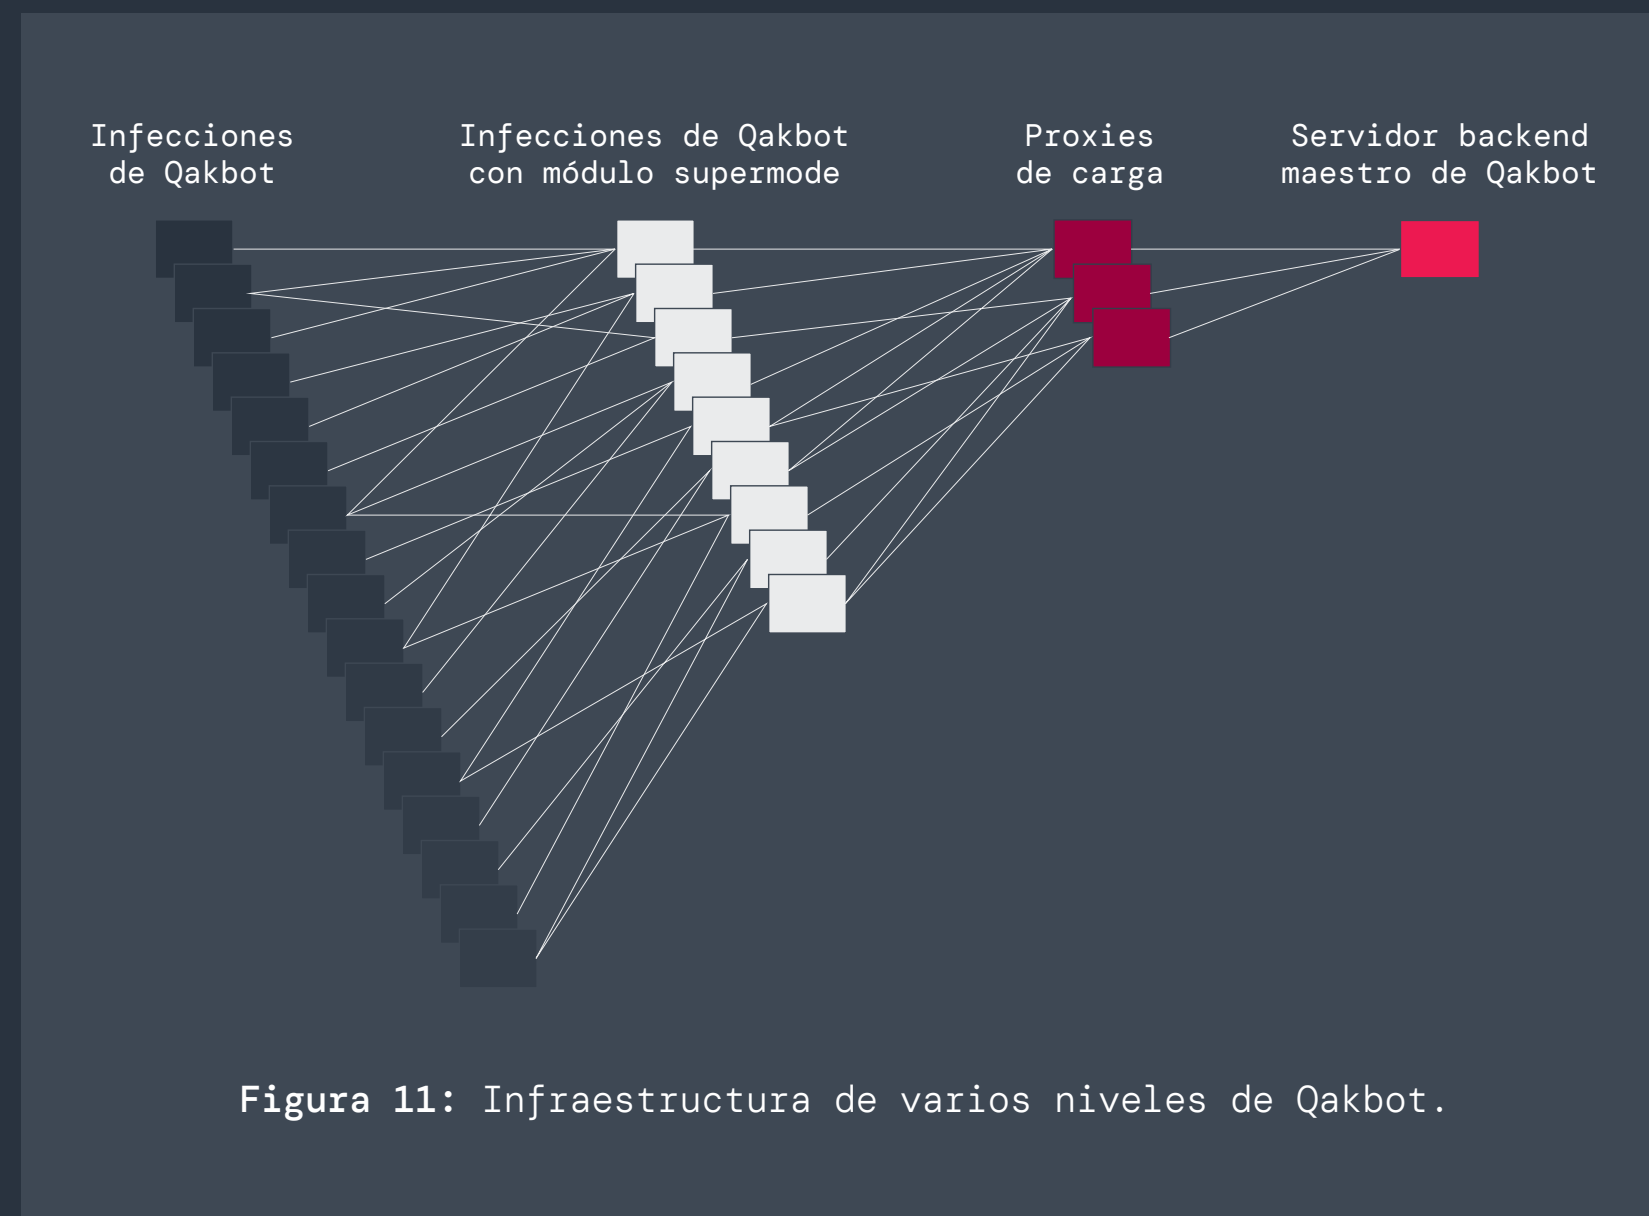 Infecciones
de Qakbot
Infecciones de Qakbot
con módulo supermode
Proxies
de carga
Servidor backend
maestro de Qakbot
Figura 11: Infraestructura de varios niveles de Qakbot.